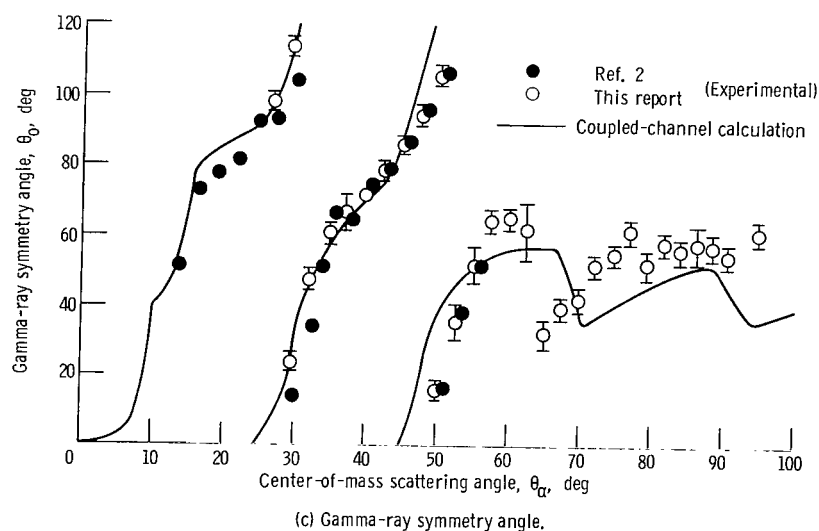 120
100
80
60
40
20
0 10 20 30 40 50 60 70 80 90 100
Gamma-ray symmetry angle, θ₀, deg
Ref. 2
This report (Experimental)
Coupled-channel calculation
Center-of-mass scattering angle, θα, deg
(c) Gamma-ray symmetry angle.